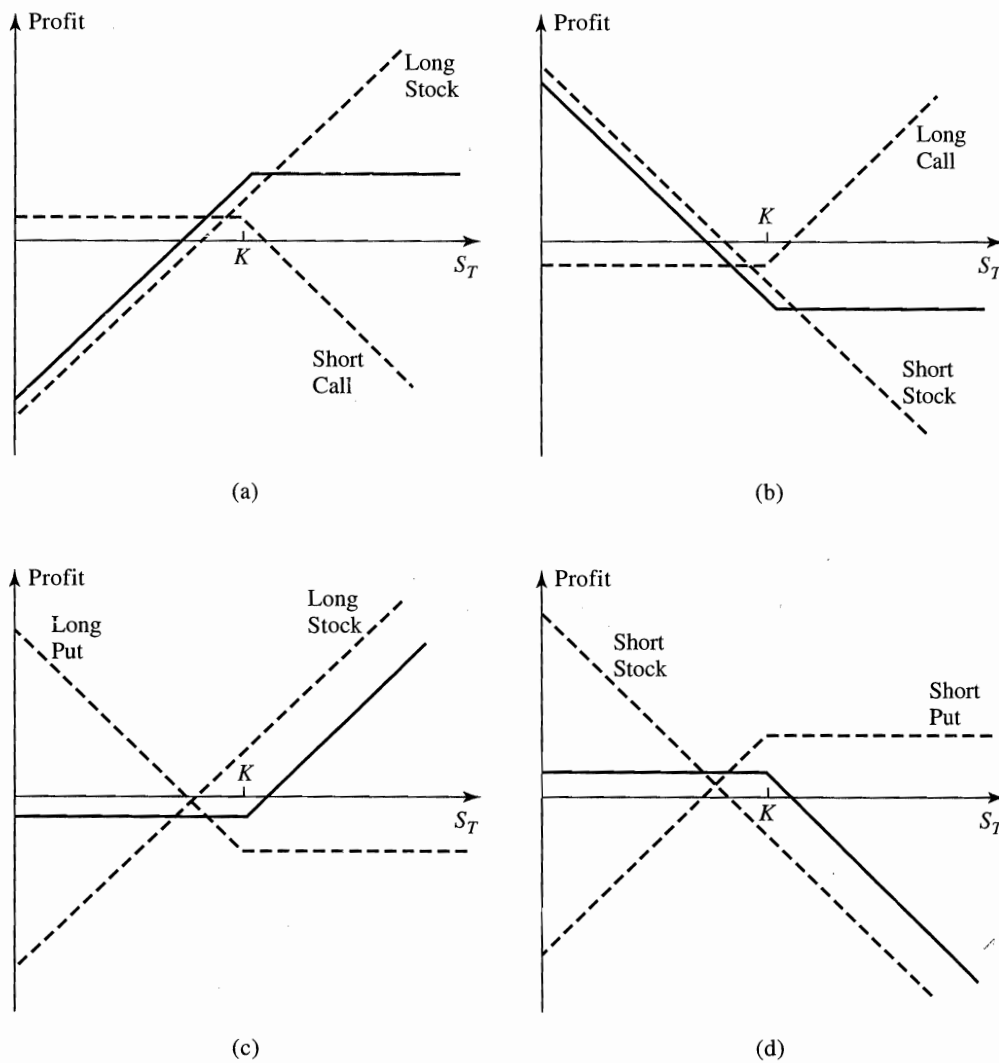 Profit
Long
Stock
K
S_T
Short
Call
(a)
Profit
Long
Call
K
S_T
Short
Stock
(b)
Profit
Long
Put
Long
Stock
K
S_T
(c)
Profit
Short
Stock
Short
Put
K
S_T
(d)